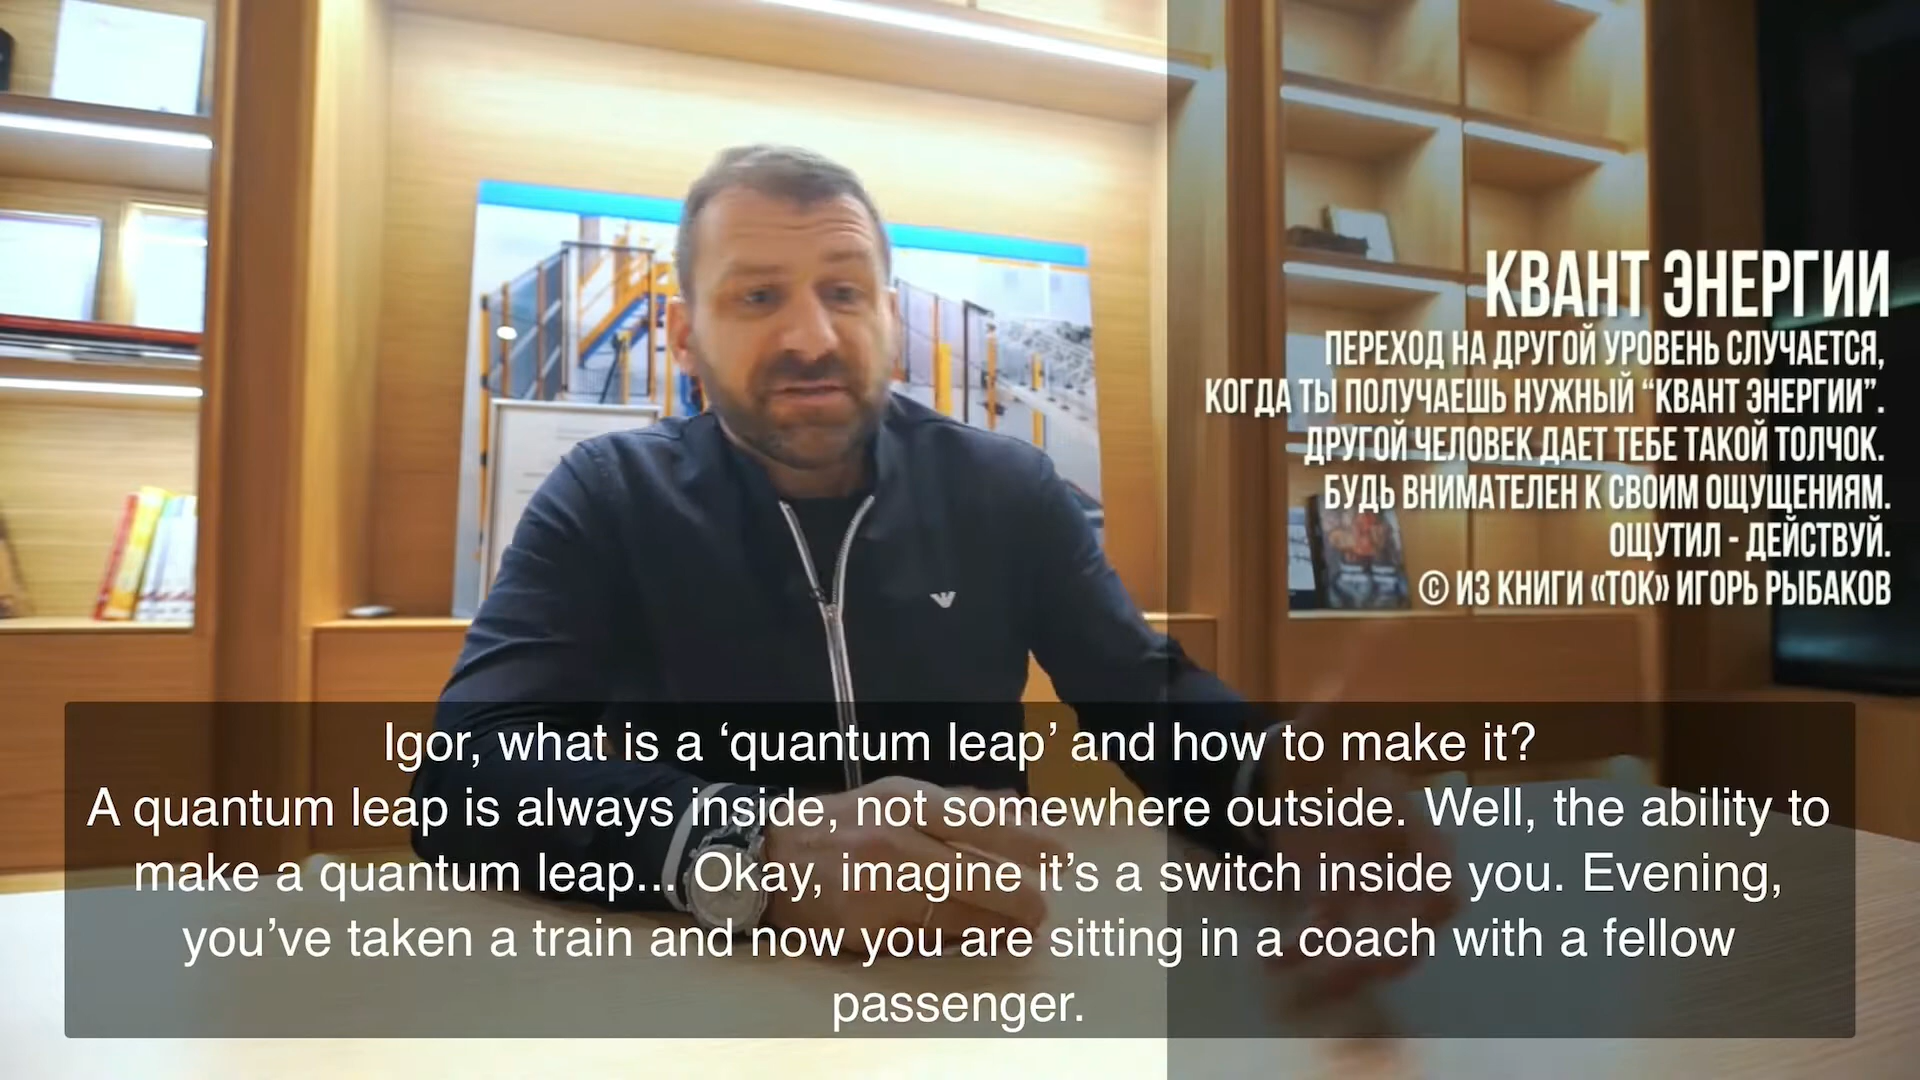 КВАНТ ЭНЕРГИИ
ПЕРЕХОД НА ДРУГОЙ УРОВЕНЬ СЛУЧАЕТСЯ,
КОГДА ТЫ ПОЛУЧАЕШЬ НУЖНЫЙ “КВАНТ ЭНЕРГИИ”.
ДРУГОЙ ЧЕЛОВЕК ДАЕТ ТЕБЕ ТАКОЙ ТОЛЧОК.
БУДЬ ВНИМАТЕЛЕН К СВОИМ ОЩУЩЕНИЯМ.
ОЩУТИЛ - ДЕЙСТВУЙ.
© ИЗ КНИГИ «ТОК» ИГОРЬ РЫБАКОВ
Igor, what is a ‘quantum leap’ and how to make it?
A quantum leap is always inside, not somewhere outside. Well, the ability to
make a quantum leap... Okay, imagine it’s a switch inside you. Evening,
you’ve taken a train and now you are sitting in a coach with a fellow
passenger.